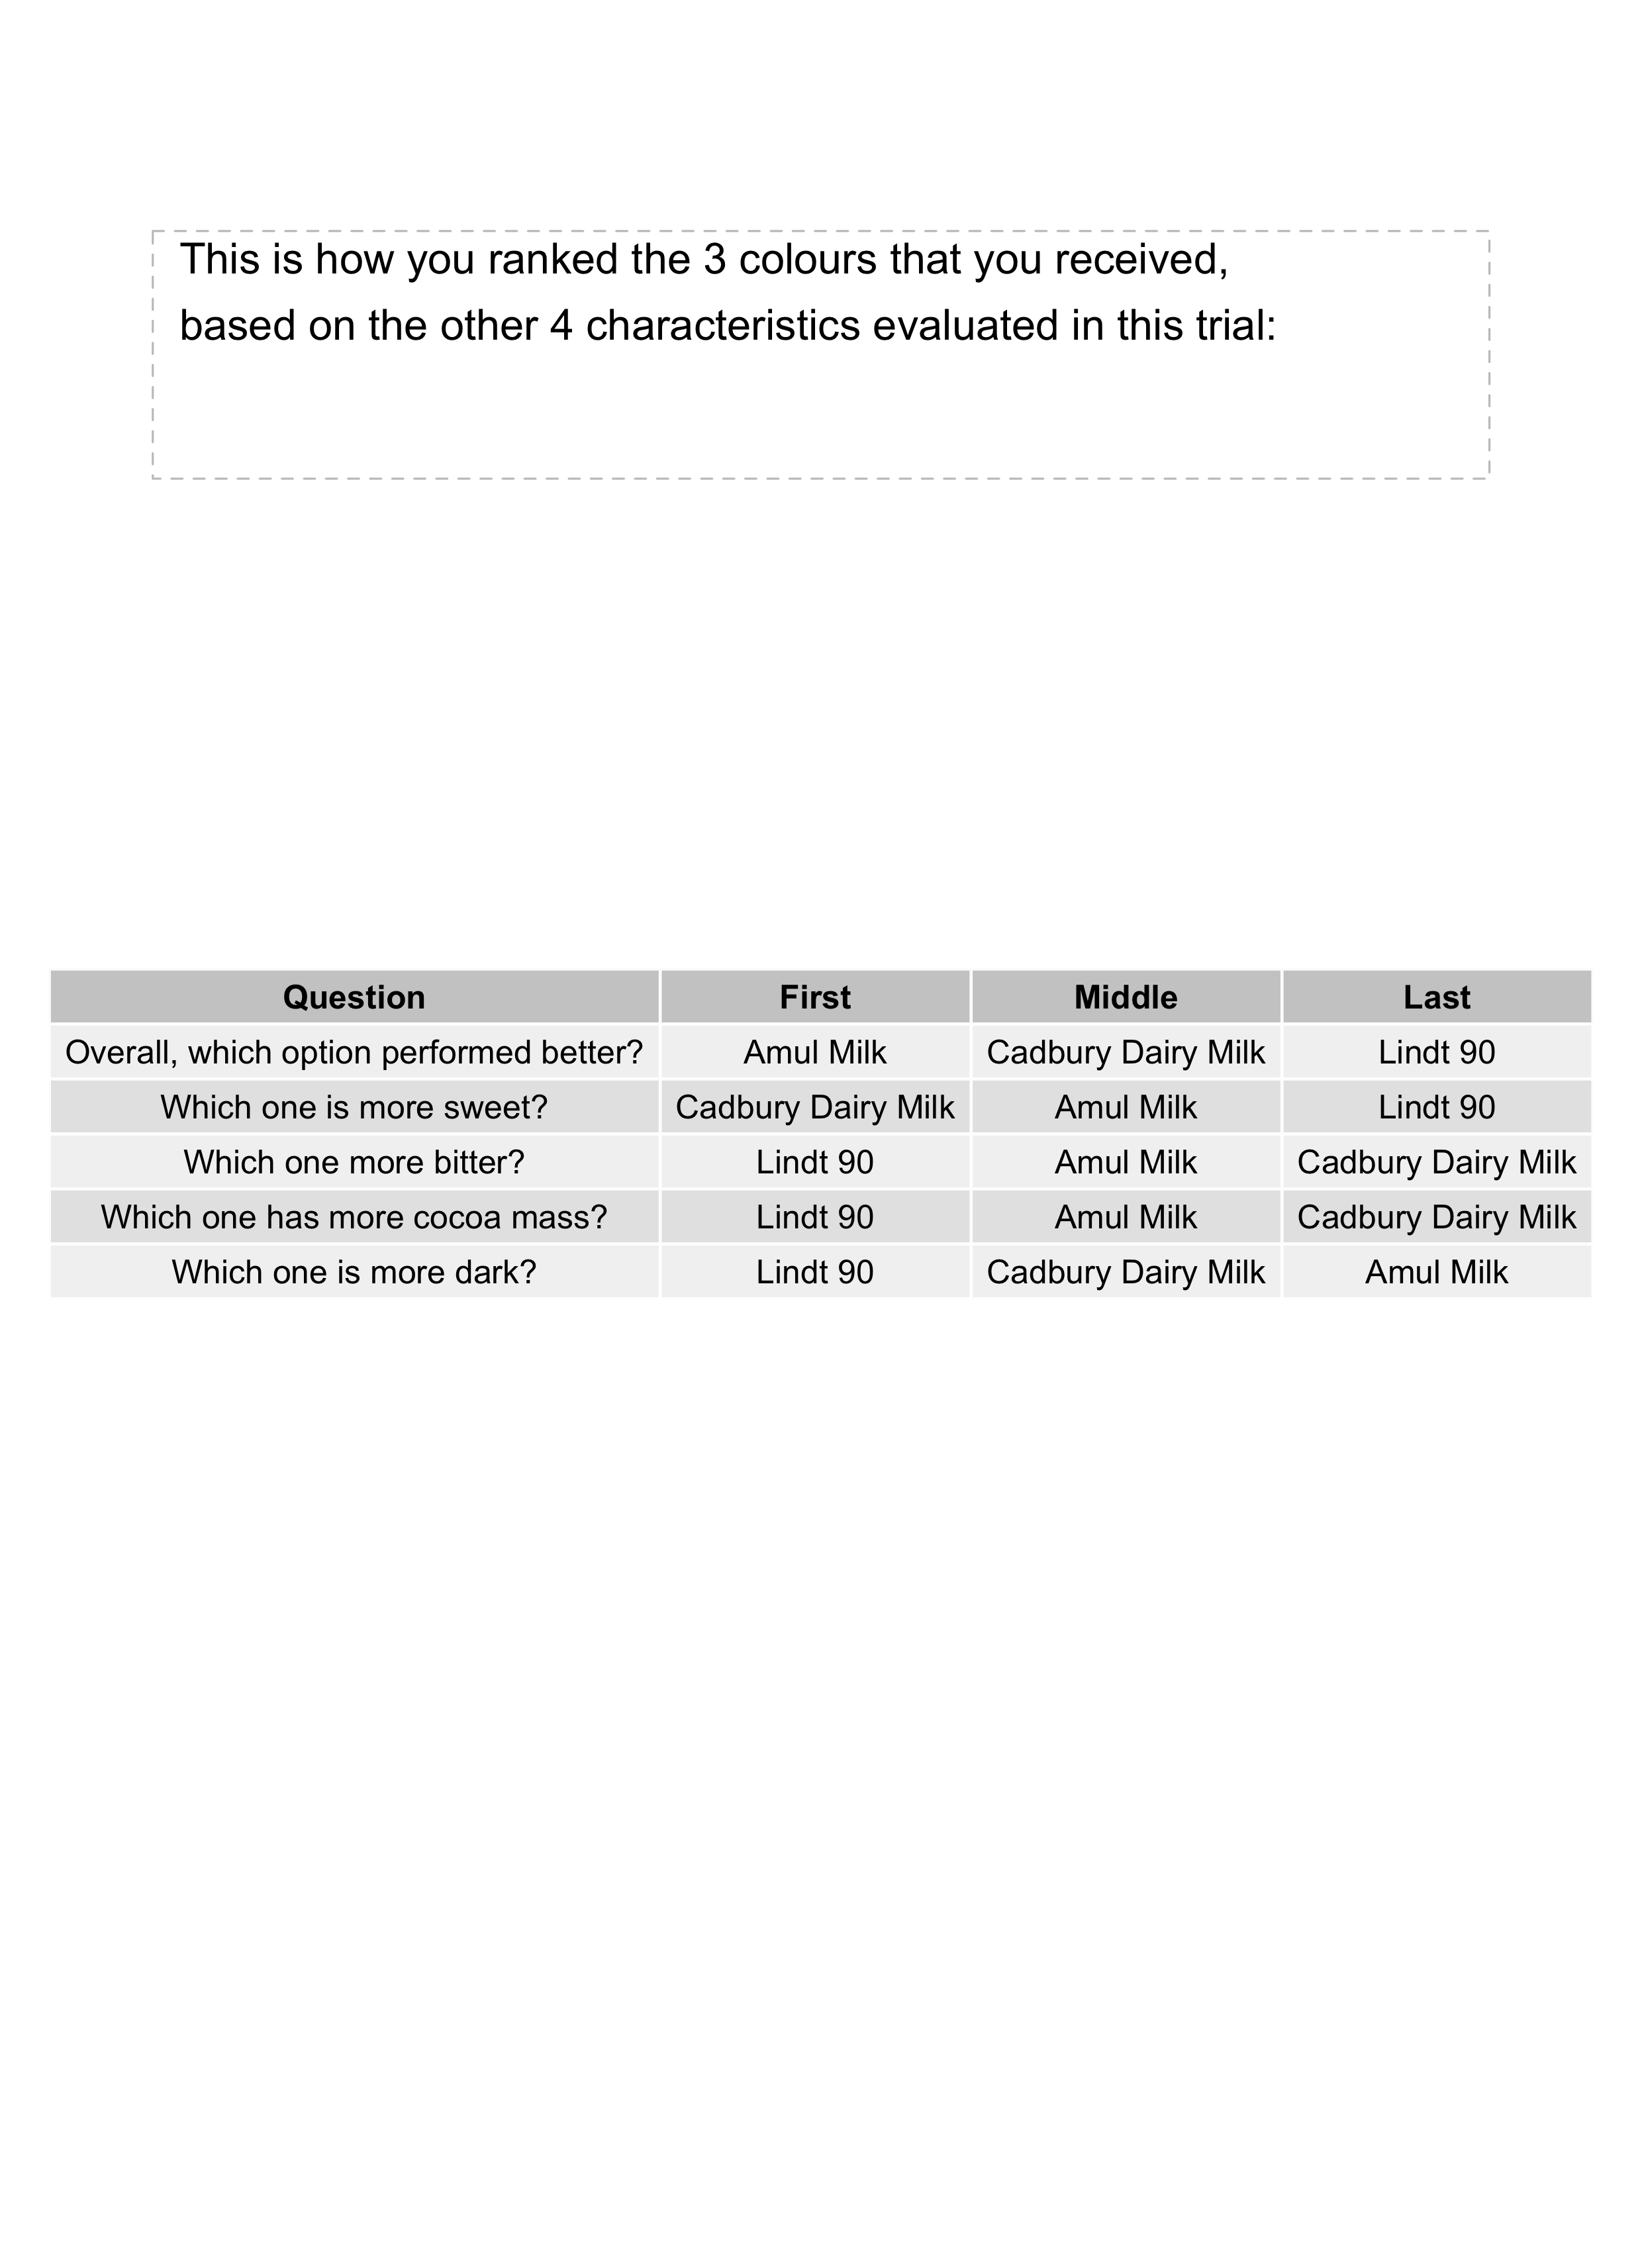 This is how you ranked the 3 colours that you received,
based on the other 4 characteristics evaluated in this trial:
Question First Middle Last
Overall, which option performed better? Amul Milk Cadbury Dairy Milk Lindt 90
Which one is more sweet? Cadbury Dairy Milk Amul Milk Lindt 90
Which one more bitter? Lindt 90 Amul Milk Cadbury Dairy Milk
Which one has more cocoa mass? Lindt 90 Amul Milk Cadbury Dairy Milk
Which one is more dark? Lindt 90 Cadbury Dairy Milk Amul Milk